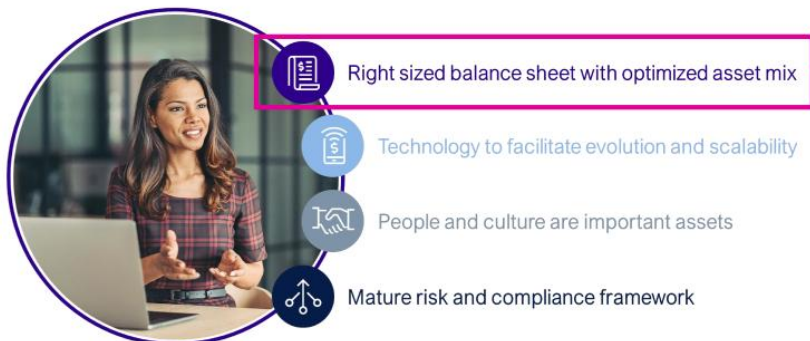 Right sized balance sheet with optimized asset mix
Technology to facilitate evolution and scalability
People and culture are important assets
Mature risk and compliance framework